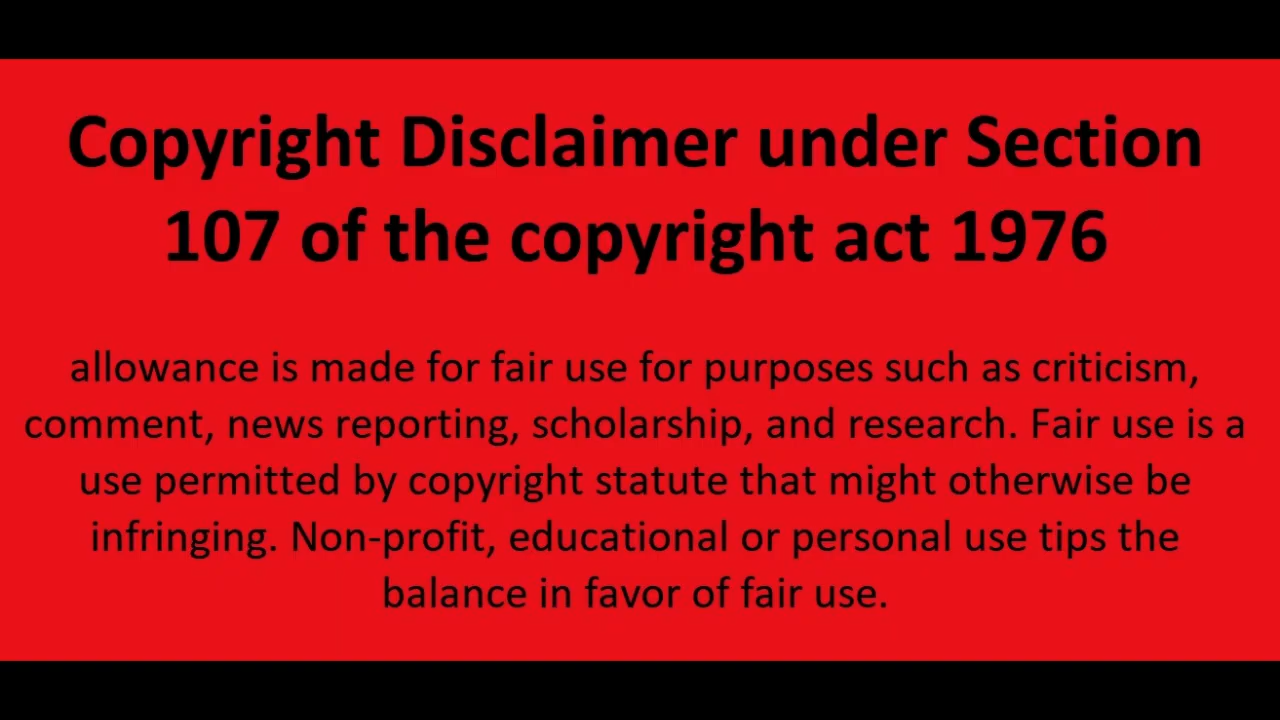 Copyright Disclaimer under Section
107 of the copyright act 1976
allowance is made for fair use for purposes such as criticism,
comment, news reporting, scholarship, and research. Fair use is a
use permitted by copyright statute that might otherwise be
infringing. Non-profit, educational or personal use tips the
balance in favor of fair use.